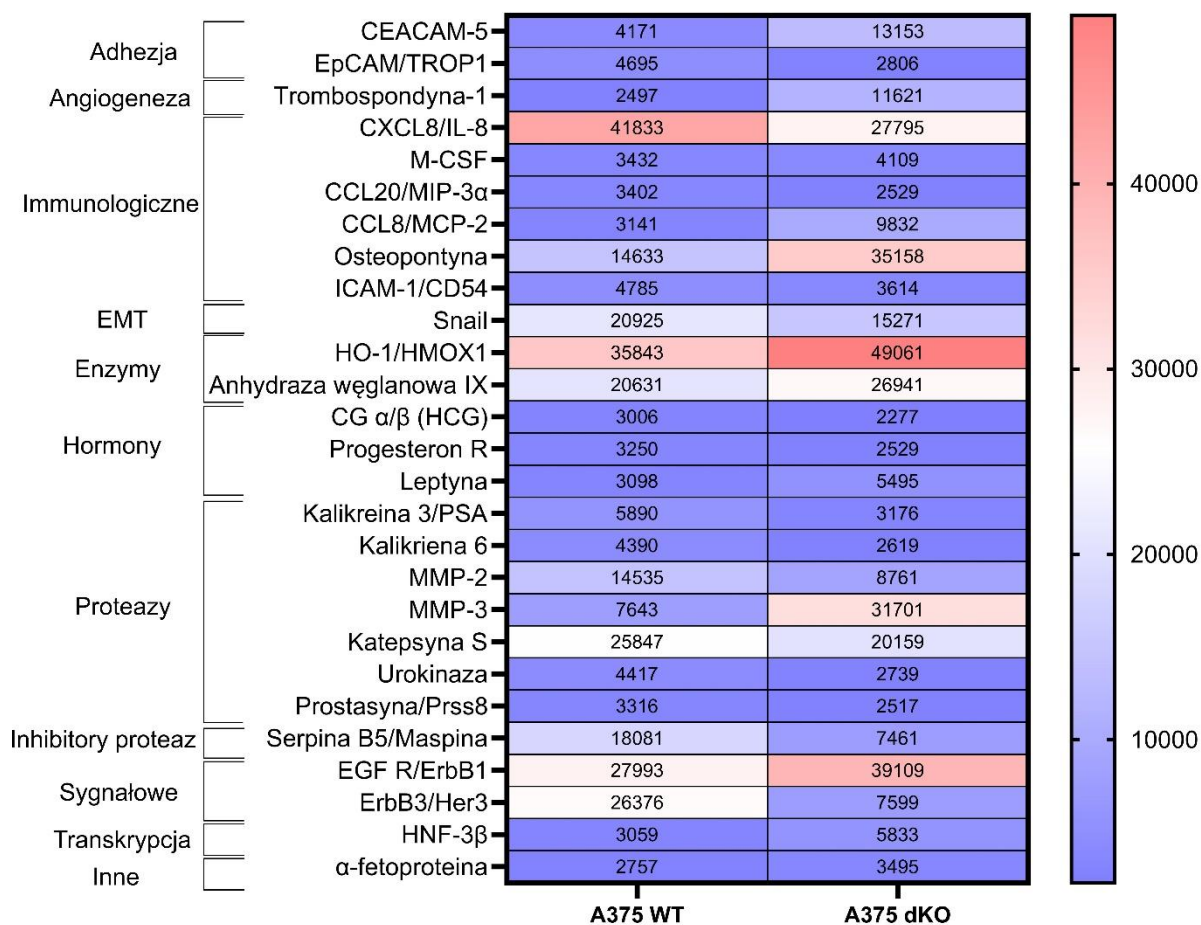 Adhezja
CEACAM-5 4171 13153
EpCAM/TROP1 4695 2806
Angiogeneza
Trombospondyna-1 2497 11621
Immunologiczne
CXCL8/IL-8 41833 27795
M-CSF 3432 4109
CCL20/MIP-3α 3402 2529
CCL8/MCP-2 3141 9832
Osteopontyna 14633 35158
ICAM-1/CD54 4785 3614
EMT
Snail 20925 15271
Enzymy
HO-1/HMOX1 35843 49061
Anhydraza węglanowa IX 20631 26941
Hormony
CG α/β (HCG) 3006 2277
Progesteron R 3250 2529
Leptyna 3098 5495
Proteazy
Kalikreina 3/PSA 5890 3176
Kalikriena 6 4390 2619
MMP-2 14535 8761
MMP-3 7643 31701
Katepsyna S 25847 20159
Urokinaza 4417 2739
Prostasyna/Prss8 3316 2517
Inhibitory proteaz
Serpina B5/Maspina 18081 7461
Sygnałowe
EGF R/ErbB1 27993 39109
ErbB3/Her3 26376 7599
Transkrypcja
HNF-3β 3059 5833
Inne
α-fetoproteina 2757 3495
A375 WT A375 dKO
40000
30000
20000
10000